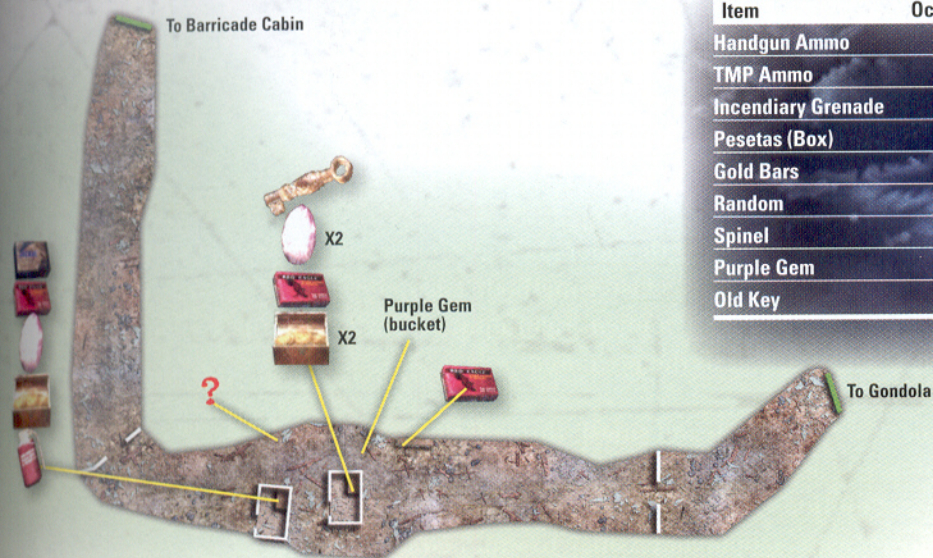 To Barricade Cabin
Item Oc
Handgun Ammo
TMP Ammo
Incendiary Grenade
Pesetas (Box)
Gold Bars
Random
Spinel
Purple Gem
Old Key
X2
X2
Purple Gem
(bucket)
?
To Gondola